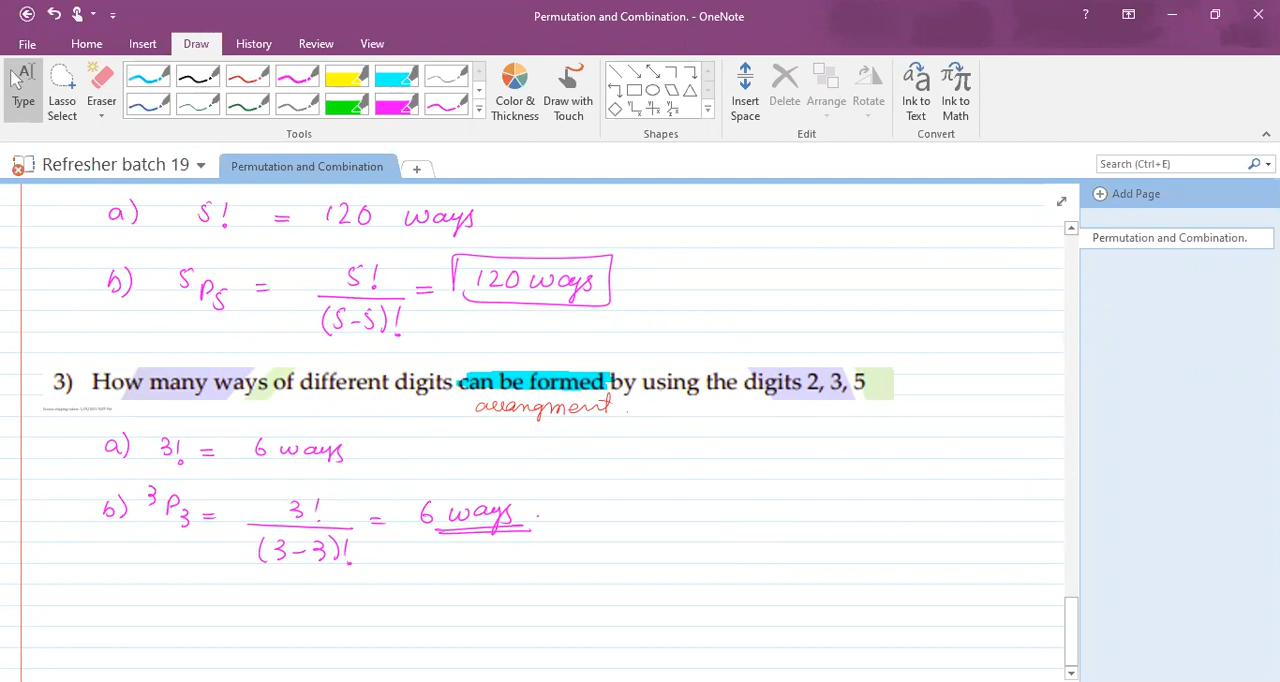 Permutation and Combination. - OneNote
?
File Home Insert Draw History Review View
Type
Lasso Select
Eraser
Color & Thickness
Draw with Touch
Insert Space
Delete
Arrange
Rotate
Ink to Text
Ink to Math
Tools Shapes Edit Convert
Refresher batch 19
Permutation and Combination
Search (Ctrl+E)
Add Page
Permutation and Combination.
a) 5! = 120 ways
b) ⁵P₅ = 5!/(5-5)! = 120 ways
3) How many ways of different digits can be formed by using the digits 2, 3, 5
arrangment.
a) 3! = 6 ways
b) ³P₃ = 3!/(3-3)! = 6 ways.